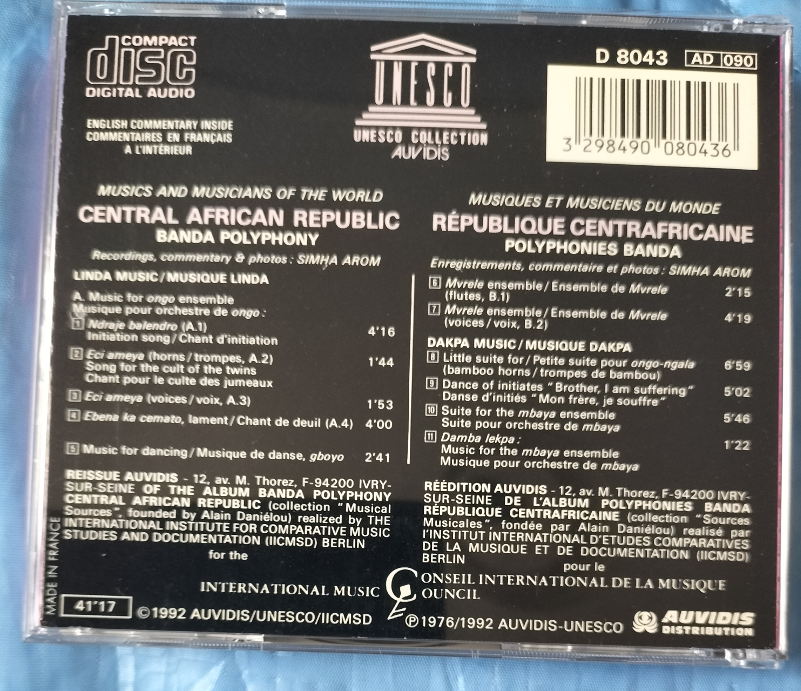 COMPACT
disc
DIGITAL AUDIO
ENGLISH COMMENTARY INSIDE
COMMENTAIRES EN FRANÇAIS
A L'INTÉRIEUR
UNESCO
UNESCO COLLECTION
AUVIDIS
D 8043 AD 090
3 298490 080436
MUSICS AND MUSICIANS OF THE WORLD
CENTRAL AFRICAN REPUBLIC
BANDA POLYPHONY
Recordings, commentary & photos : SIMHA AROM
LINDA MUSIC/MUSIQUE LINDA
A. Music for ongo ensemble
Musique pour orchestre de ongo :
1 Ndraje balendro (A.1)
Initiation song/Chant d'initiation 4'16
2 Eci ameya (horns/trompes, A.2) 1'44
Song for the cult of the twins
Chant pour le culte des jumeaux
3 Eci ameya (voices/voix, A.3) 1'53
4 Ebena ka cemato, lament/Chant de deuil (A.4) 4'00
5 Music for dancing/Musique de danse, gboyo 2'41
REISSUE AUVIDIS - 12, av. M. Thorez, F-94200 IVRY-
SUR-SEINE OF THE ALBUM BANDA POLYPHONY
CENTRAL AFRICAN REPUBLIC (collection "Musical
Sources", founded by Alain Daniélou) realized by THE
INTERNATIONAL INSTITUTE FOR COMPARATIVE MUSIC
STUDIES AND DOCUMENTATION (IICMSD) BERLIN
for the
MUSIQUES ET MUSICIENS DU MONDE
RÉPUBLIQUE CENTRAFRICAINE
POLYPHONIES BANDA
Enregistrements, commentaire et photos : SIMHA AROM
6 Mvrele ensemble/Ensemble de Mvrele 2'15
(flutes, B.1)
7 Mvrele ensemble/Ensemble de Mvrele 4'19
(voices/voix, B.2)
DAKPA MUSIC/MUSIQUE DAKPA
8 Little suite for/Petite suite pour ongo-ngala 6'59
(bamboo horns/trompes de bambou)
9 Dance of initiates "Brother, I am suffering" 5'02
Danse d'initiés "Mon frère, je souffre"
10 Suite for the mbaya ensemble 5'46
Suite pour orchestre de mbaya
11 Damba lekpa : 1'22
Music for the mbaya ensemble
Musique pour orchestre de mbaya
RÉÉDITION AUVIDIS - 12, av. M. Thorez, F-94200 IVRY-
SUR-SEINE DE L'ALBUM POLYPHONIES BANDA
RÉPUBLIQUE CENTRAFRICAINE (collection "Sources
Musicales", fondée par Alain Daniélou) realisé par
l'INSTITUT INTERNATIONAL D'ETUDES COMPARATIVES
DE LA MUSIQUE ET DE DOCUMENTATION (IICMSD)
BERLIN
pour le
INTERNATIONAL MUSIC COUNCIL
CONSEIL INTERNATIONAL DE LA MUSIQUE
MADE IN FRANCE
41'17 ©1992 AUVIDIS/UNESCO/IICMSD ℗1976/1992 AUVIDIS-UNESCO
AUVIDIS
DISTRIBUTION